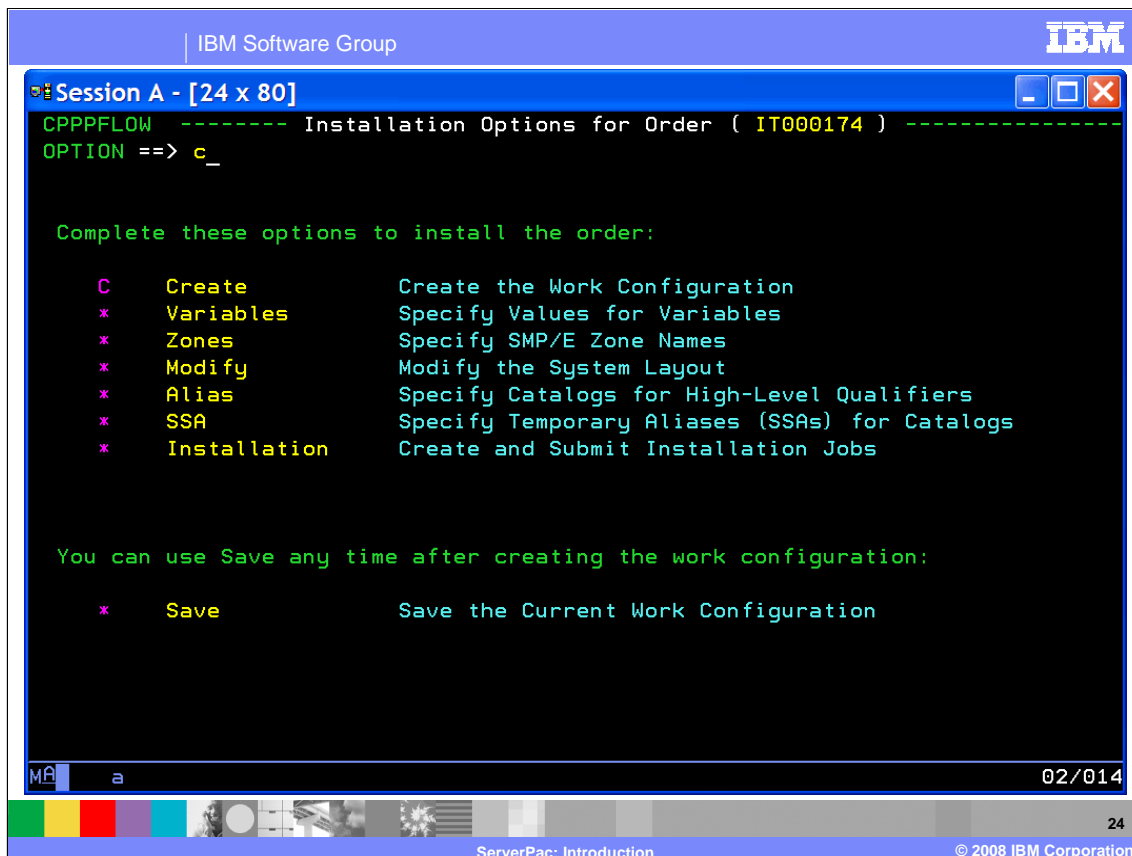 IBM Software Group
IBM
Session A - [24 x 80]
CPPPFLOW -------- Installation Options for Order ( IT000174 ) ----------------
OPTION ==> c_
Complete these options to install the order:
C Create Create the Work Configuration
* Variables Specify Values for Variables
* Zones Specify SMP/E Zone Names
* Modify Modify the System Layout
* Alias Specify Catalogs for High-Level Qualifiers
* SSA Specify Temporary Aliases (SSAs) for Catalogs
* Installation Create and Submit Installation Jobs
You can use Save any time after creating the work configuration:
* Save Save the Current Work Configuration
MA a 02/014
24
ServerPac: Introduction © 2008 IBM Corporation